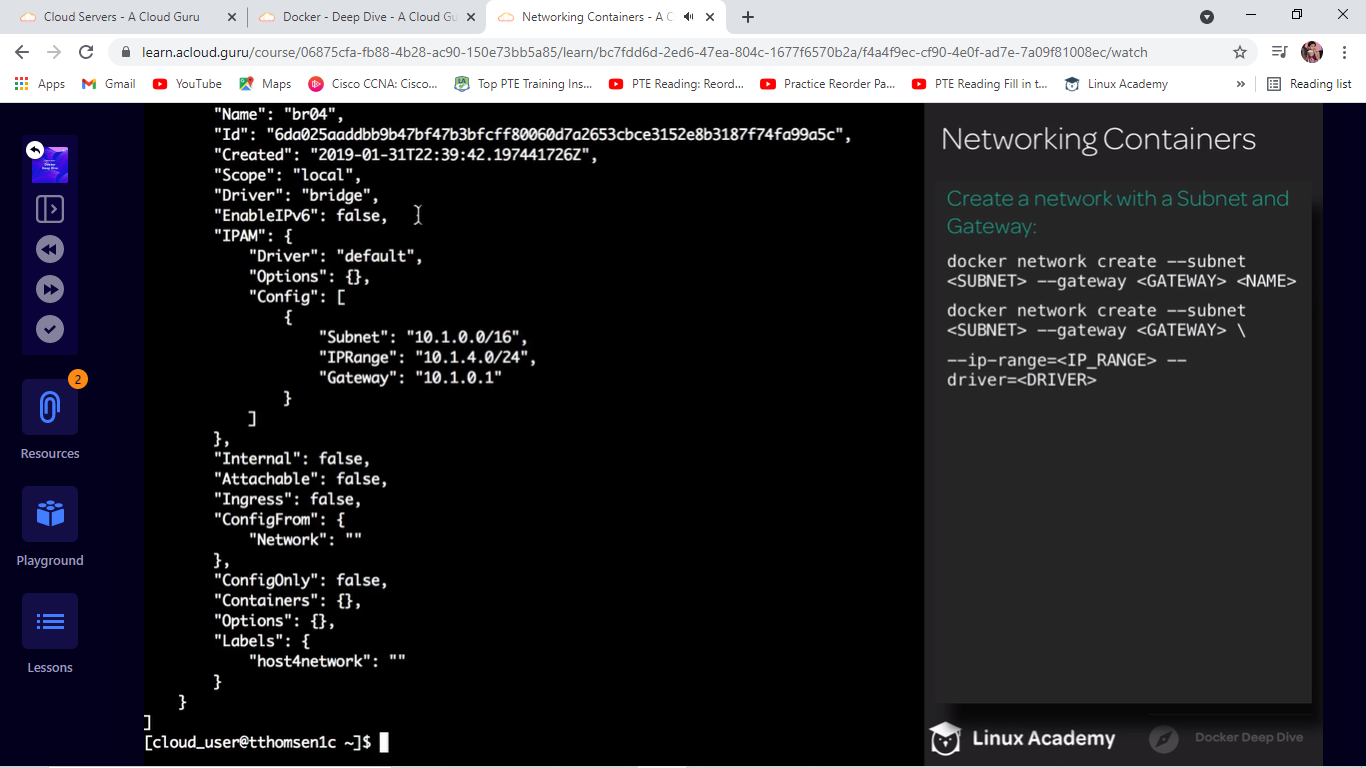 Cloud Servers - A Cloud Guru
Docker - Deep Dive - A Cloud Gu
Networking Containers - A C
learn.acloud.guru/course/06875cfa-fb88-4b28-ac90-150e73bb5a85/learn/bc7fdd6d-2ed6-47ea-804c-1677f6570b2a/f4a4f9ec-cf90-4e0f-ad7e-7a09f81008ec/watch
Apps
Gmail
YouTube
Maps
Cisco CCNA: Cisco...
Top PTE Training Ins...
PTE Reading: Reord...
Practice Reorder Pa...
PTE Reading Fill in t...
Linux Academy
»
Reading list
Docker
Deep Dive
2
Resources
Playground
Lessons
"Name": "br04",
"Id": "6da025aaddbb9b47bf47b3bfcff80060d7a2653cbce3152e8b3187f74fa99a5c",
"Created": "2019-01-31T22:39:42.197441726Z",
"Scope": "local",
"Driver": "bridge",
"EnableIPv6": false,
"IPAM": {
"Driver": "default",
"Options": {},
"Config": [
{
"Subnet": "10.1.0.0/16",
"IPRange": "10.1.4.0/24",
"Gateway": "10.1.0.1"
}
]
},
"Internal": false,
"Attachable": false,
"Ingress": false,
"ConfigFrom": {
"Network": ""
},
"ConfigOnly": false,
"Containers": {},
"Options": {},
"Labels": {
"host4network": ""
}
}
]
[cloud_user@tthomsen1c ~]$
Networking Containers
Create a network with a Subnet and
Gateway:
docker network create --subnet
<SUBNET> --gateway <GATEWAY> <NAME>
docker network create --subnet
<SUBNET> --gateway <GATEWAY> \
--ip-range=<IP_RANGE> --
driver=<DRIVER>
Linux Academy
Docker Deep Dive